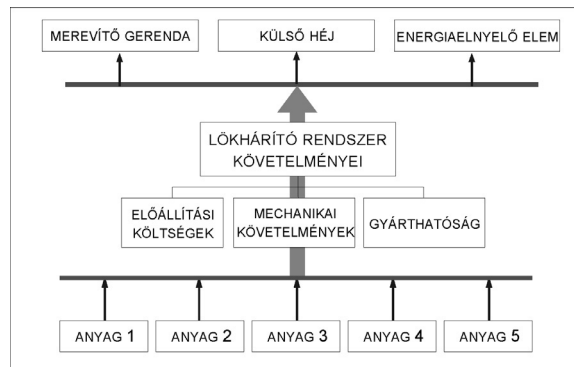 MEREVÍTŐ GERENDA
KÜLSŐ HÉJ
ENERGIAELNYELŐ ELEM
LÖKHÁRÍTÓ RENDSZER
KÖVETELMÉNYEI
ELŐÁLLÍTÁSI
KÖLTSÉGEK
MECHANIKAI
KÖVETELMÉNYEK
GYÁRTHATÓSÁG
ANYAG 1
ANYAG 2
ANYAG 3
ANYAG 4
ANYAG 5